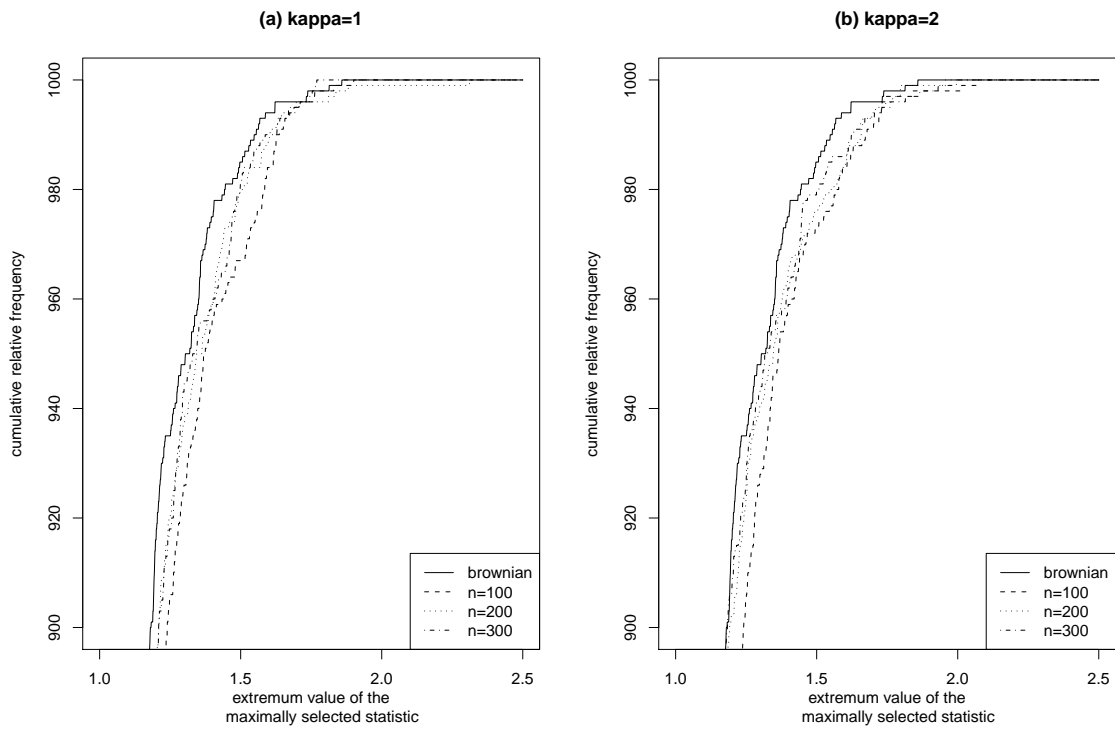 (a) kappa=1
cumulative relative frequency
1000
980
960
940
920
900
brownian
n=100
n=200
n=300
1.0 1.5 2.0 2.5
extremum value of the
maximally selected statistic
(b) kappa=2
cumulative relative frequency
1000
980
960
940
920
900
brownian
n=100
n=200
n=300
1.0 1.5 2.0 2.5
extremum value of the
maximally selected statistic